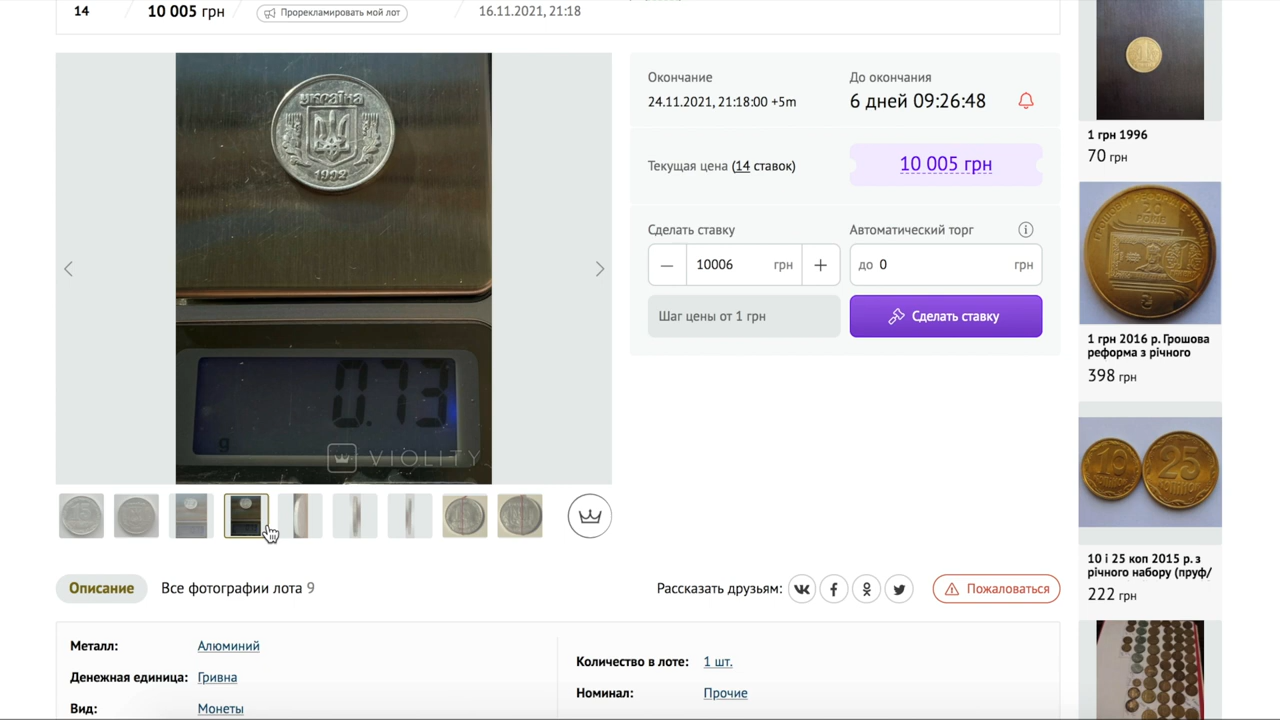 14
10 005 грн
Прорекламировать мой лот
16.11.2021, 21:18
УКРАЇНА
1992
0.73
g
VIOLITY
Окончание
До окончания
24.11.2021, 21:18:00 +5m
6 дней 09:26:48
Текущая цена (14 ставок)
10 005 грн
Сделать ставку
Автоматический торг
— 10006 грн +
до 0 грн
Шаг цены от 1 грн
Сделать ставку
Описание
Все фотографии лота 9
Рассказать друзьям:
Пожаловаться
Металл: Алюминий
Денежная единица: Гривна
Вид: Монеты
Количество в лоте: 1 шт.
Номинал: Прочие
1 грн 1996
70 грн
1 грн 2016 р. Грошова
реформа з річного
398 грн
10 і 25 коп 2015 р. з
річного набору (пруф/
222 грн